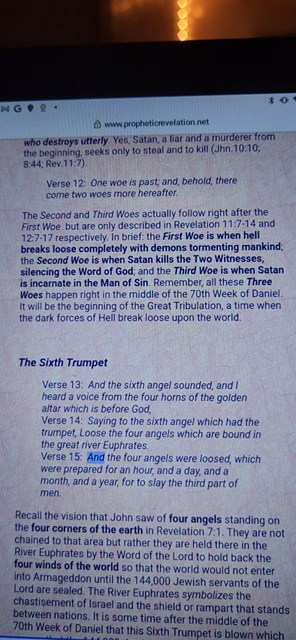 www.propheticrevelation.net
who destroys utterly. Yes, Satan, a liar and a murderer from
the beginning, seeks only to steal and to kill (Jhn.10:10;
8:44; Rev.11:7).
Verse 12: One woe is past; and, behold, there
come two woes more hereafter.
The Second and Third Woes actually follow right after the
First Woe but are only described in Revelation 11:7-14 and
12:7-17 respectively. In brief: the First Woe is when hell
breaks loose completely with demons tormenting mankind;
the Second Woe is when Satan kills the Two Witnesses,
silencing the Word of God; and the Third Woe is when Satan
is incarnate in the Man of Sin. Remember, all these Three
Woes happen right in the middle of the 70th Week of Daniel.
It will be the beginning of the Great Tribulation, a time when
the dark forces of Hell break loose upon the world.
The Sixth Trumpet
Verse 13: And the sixth angel sounded, and I
heard a voice from the four horns of the golden
altar which is before God,
Verse 14: Saying to the sixth angel which had the
trumpet, Loose the four angels which are bound in
the great river Euphrates.
Verse 15: And the four angels were loosed, which
were prepared for an hour, and a day, and a
month, and a year, for to slay the third part of
men.
Recall the vision that John saw of four angels standing on
the four corners of the earth in Revelation 7:1. They are not
chained to that area but rather they are held there in the
River Euphrates by the Word of the Lord to hold back the
four winds of the world so that the world would not enter
into Armageddon until the 144,000 Jewish servants of the
Lord are sealed. The River Euphrates symbolizes the
chastisement of Israel and the shield or rampart that stands
between nations. It is some time after the middle of the
70th Week of Daniel that this Sixth Trumpet is blown which